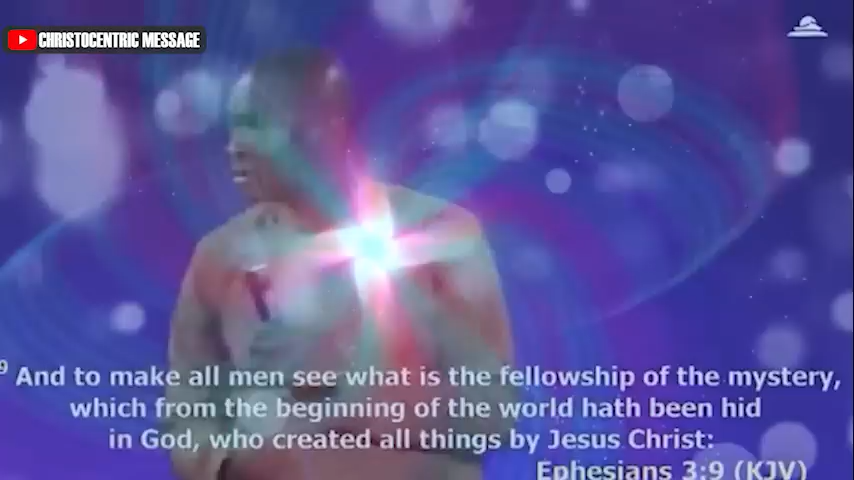 CHRISTOCENTRIC MESSAGE
9 And to make all men see what is the fellowship of the mystery,
which from the beginning of the world hath been hid
in God, who created all things by Jesus Christ:
Ephesians 3:9 (KJV)